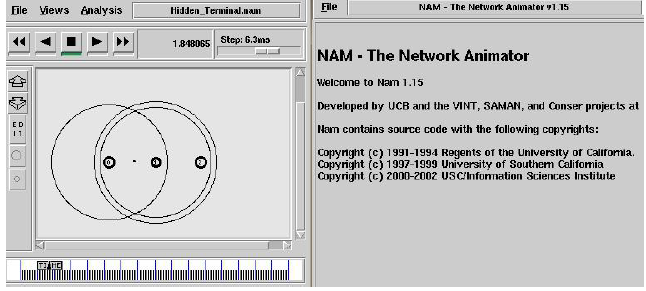 File Views Analysis Hidden_Terminal.nam
1.848065 Step: 6.3ms
ED
IT
0 1 2
TIME
File NAM - The Network Animator v1.15
NAM - The Network Animator
Welcome to Nam 1.15
Developed by UCB and the VINT, SAMAN, and Conser projects at
Nam contains source code with the following copyrights:
Copyright (c) 1991-1994 Regents of the University of California.
Copyright (c) 1997-1999 University of Southern California
Copyright (c) 2000-2002 USC/Information Sciences Institute